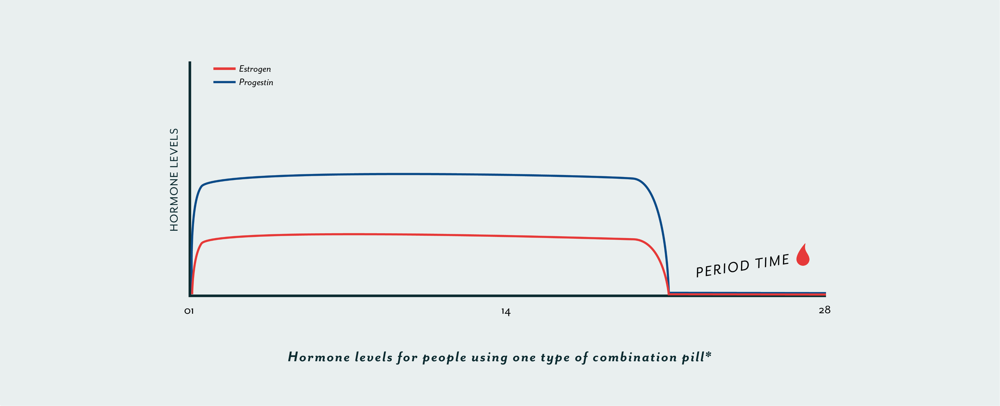 Estrogen
Progestin
HORMONE LEVELS
PERIOD TIME
01
14
28
Hormone levels for people using one type of combination pill*